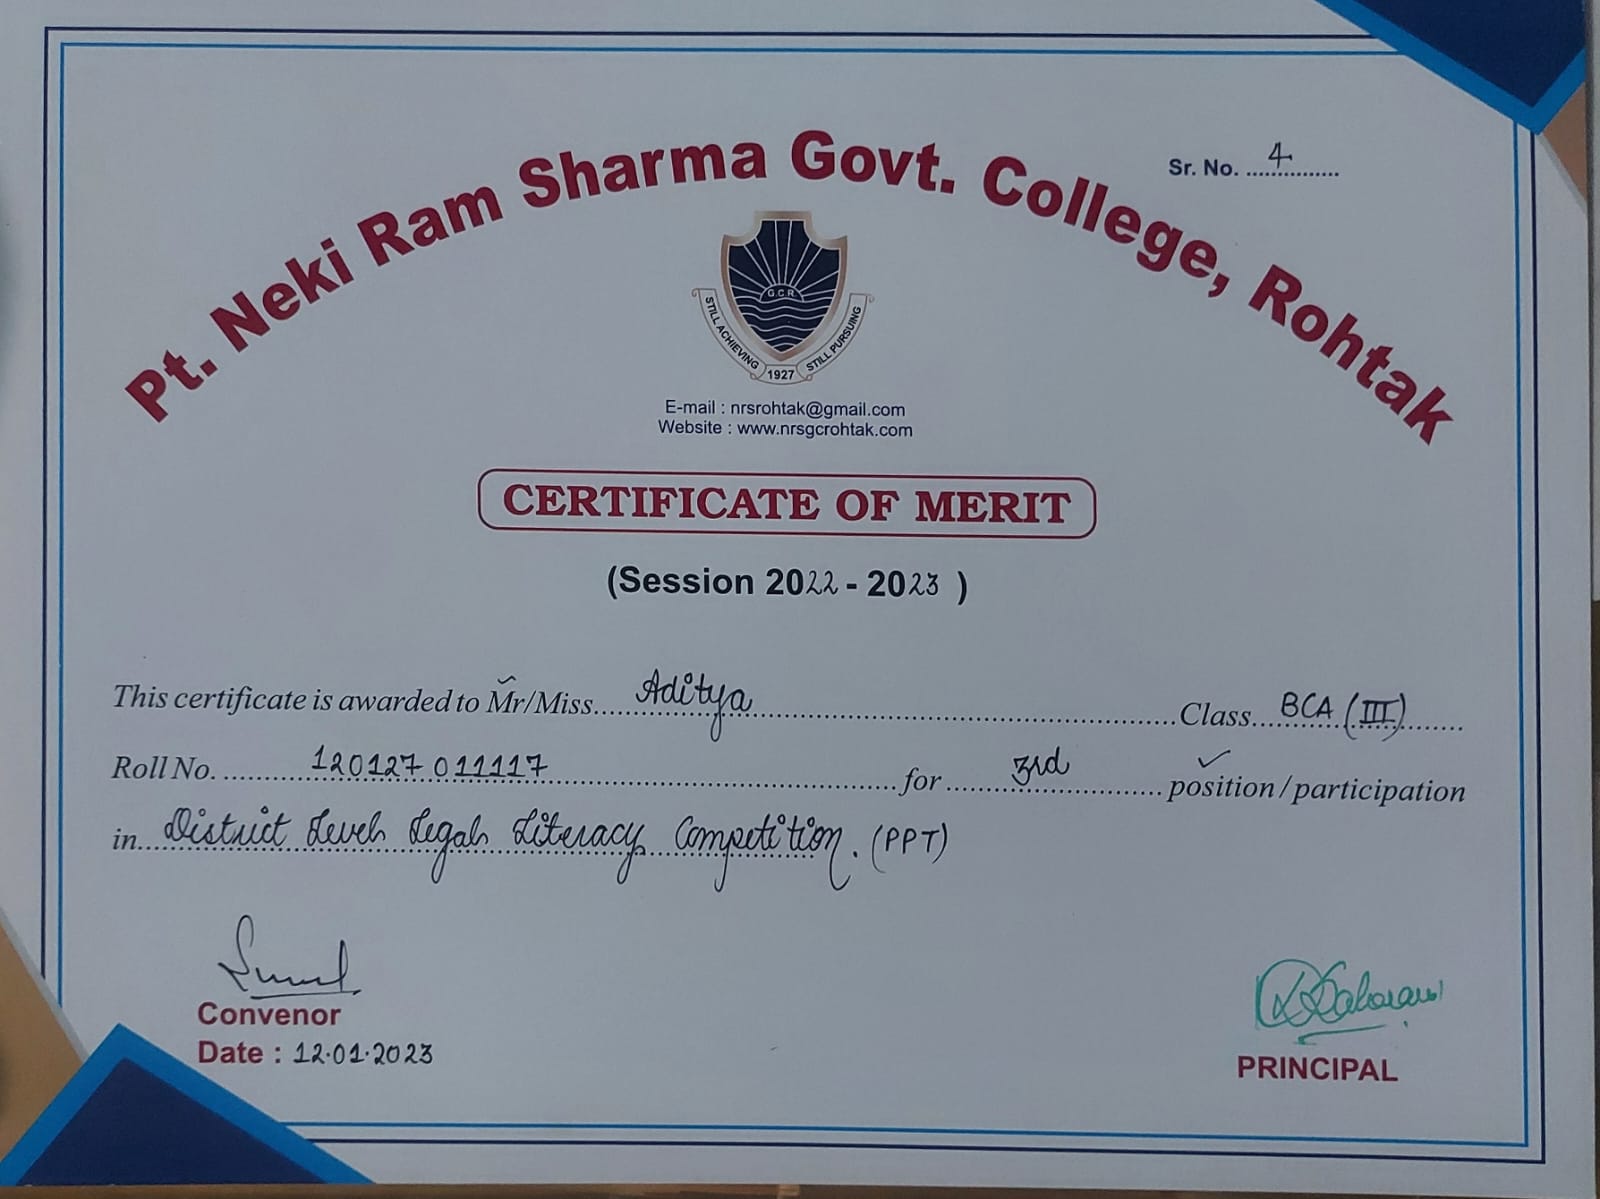 Pt. Neki Ram Sharma Govt. College, Rohtak
Sr. No. 4
G.C.R.
STILL ACHIEVING 1927 STILL PURSUING
E-mail : nrsrohtak@gmail.com
Website : www.nrsgcrohtak.com
CERTIFICATE OF MERIT
(Session 2022 - 2023 )
This certificate is awarded to Mr/Miss Aditya Class BCA (III)
Roll No. 120127 011117 for 3rd position/participation
in District Level Legal Literacy Competition. (PPT)
Convenor
Date : 12.01.2023
PRINCIPAL